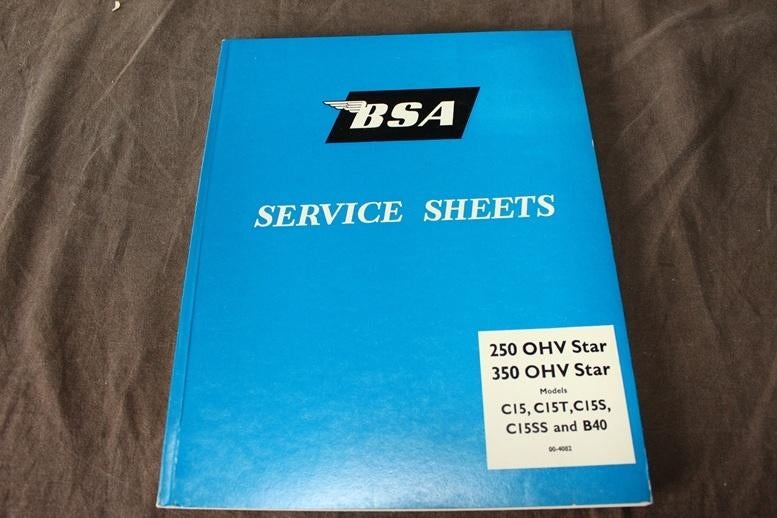 BSA
SERVICE SHEETS
250 OHV Star
350 OHV Star
Models
C15, C15T, C15S,
C15SS and B40
00-4082